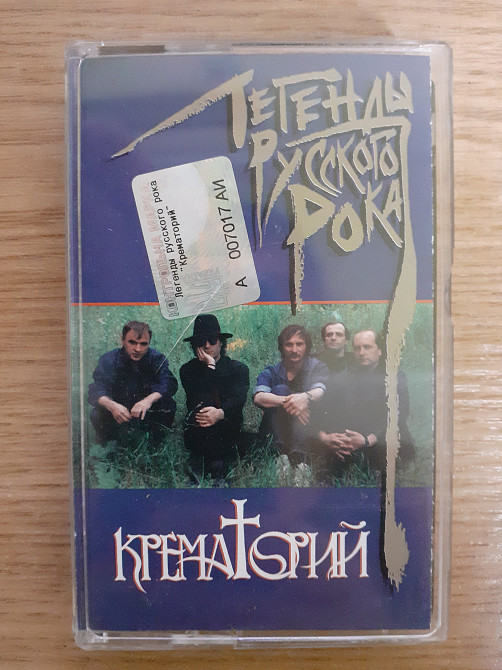 Легенды
Русского
Рока
Легенды русского рока
"Крематорий"
А 007017 АИ
КРЕМАТОРИЙ